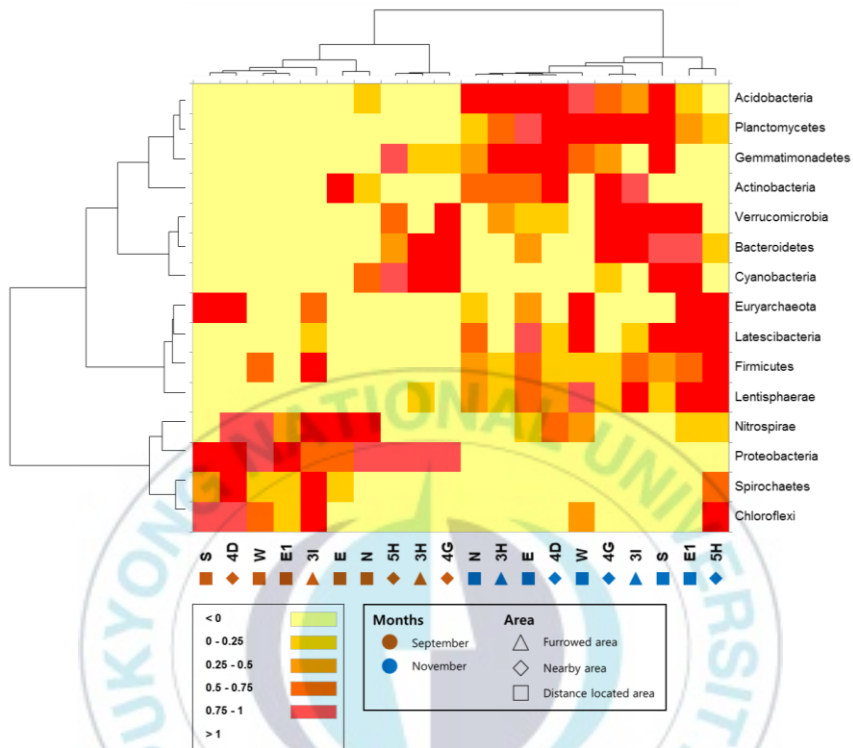 Acidobacteria
Planctomycetes
Gemmatimonadetes
Actinobacteria
Verrucomicrobia
Bacteroidetes
Cyanobacteria
Euryarchaeota
Latescibacteria
Firmicutes
Lentisphaerae
Nitrospirae
Proteobacteria
Spirochaetes
Chloroflexi
S 4D W E1 3I E N 5H 3H 4G N 3H E 4D W 4G 3I S E1 5H
< 0
0 - 0.25
0.25 - 0.5
0.5 - 0.75
0.75 - 1
> 1
Months
September
November
Area
Furrowed area
Nearby area
Distance located area
PUKYONG NATIONAL UNIVERSIT